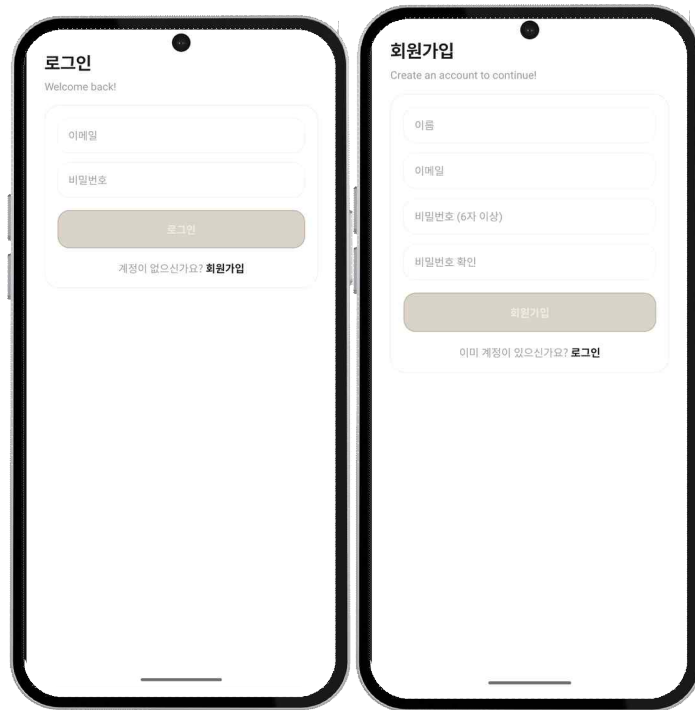 로그인
Welcome back!
이메일
비밀번호
로그인
계정이 없으신가요? 회원가입
회원가입
Create an account to continue!
이름
이메일
비밀번호 (6자 이상)
비밀번호 확인
회원가입
이미 계정이 있으신가요? 로그인